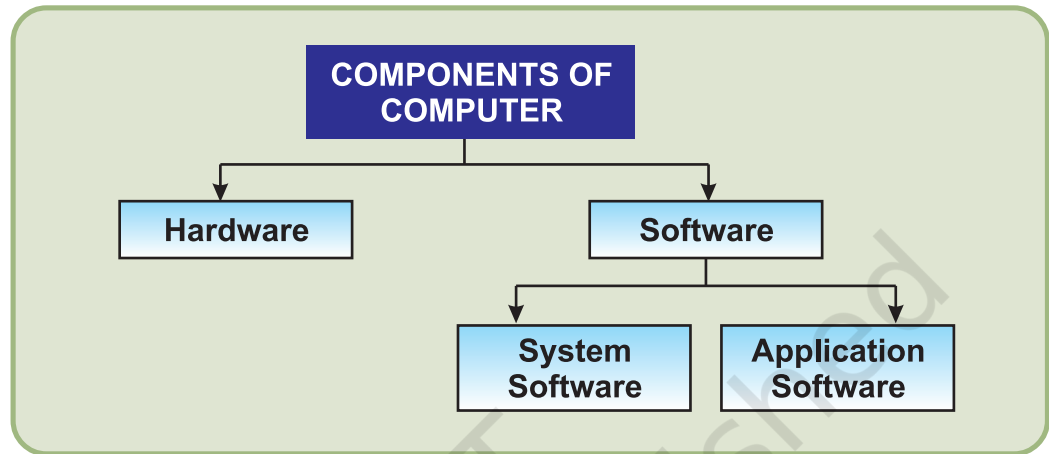 COMPONENTS OF
COMPUTER
Hardware
Software
System
Software
Application
Software